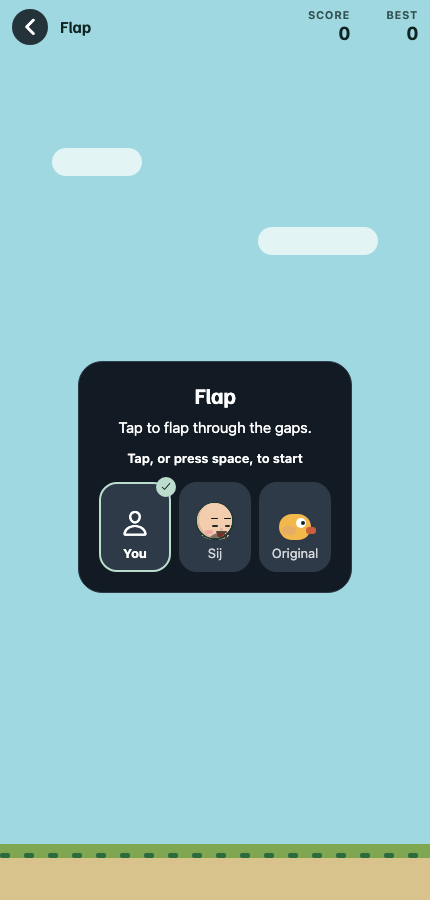 Flap
SCORE
0
BEST
0
Flap
Tap to flap through the gaps.
Tap, or press space, to start
You
Sij
Original